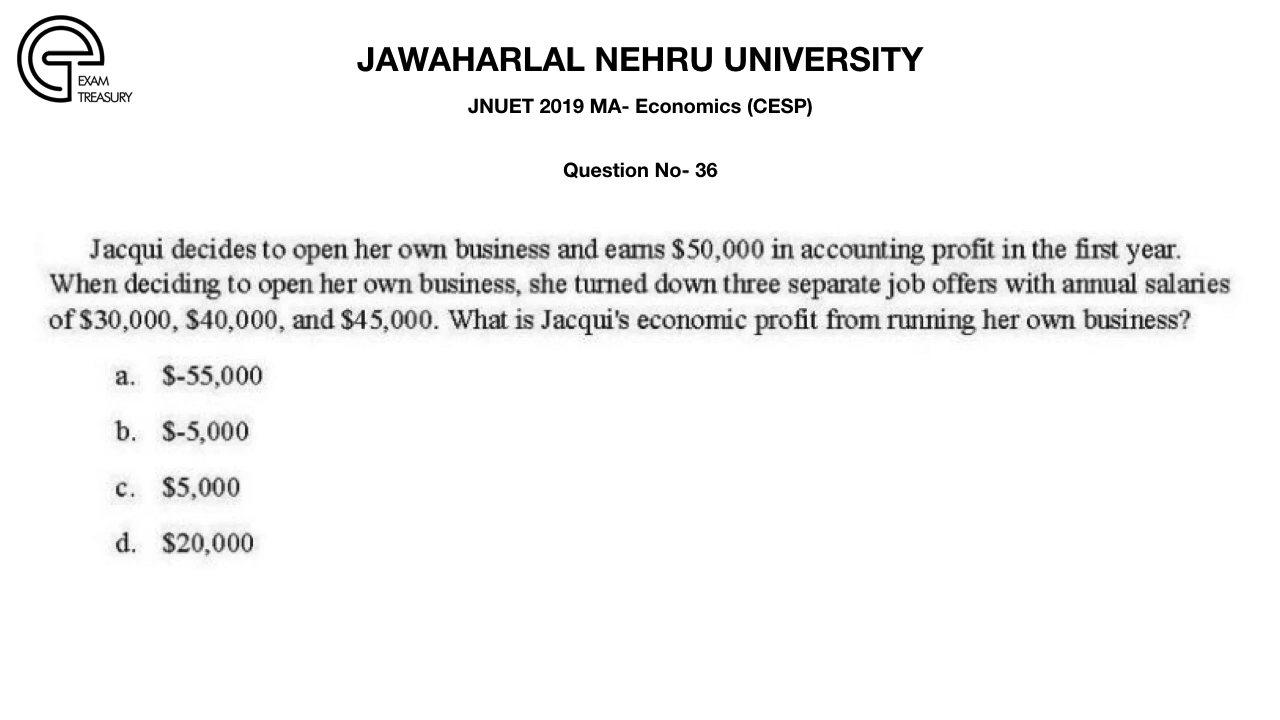 EXAM
TREASURY
JAWAHARLAL NEHRU UNIVERSITY
JNUET 2019 MA- Economics (CESP)
Question No- 36
Jacqui decides to open her own business and earns $50,000 in accounting profit in the first year.
When deciding to open her own business, she turned down three separate job offers with annual salaries
of $30,000, $40,000, and $45,000. What is Jacqui's economic profit from running her own business?
a. $-55,000
b. $-5,000
c. $5,000
d. $20,000